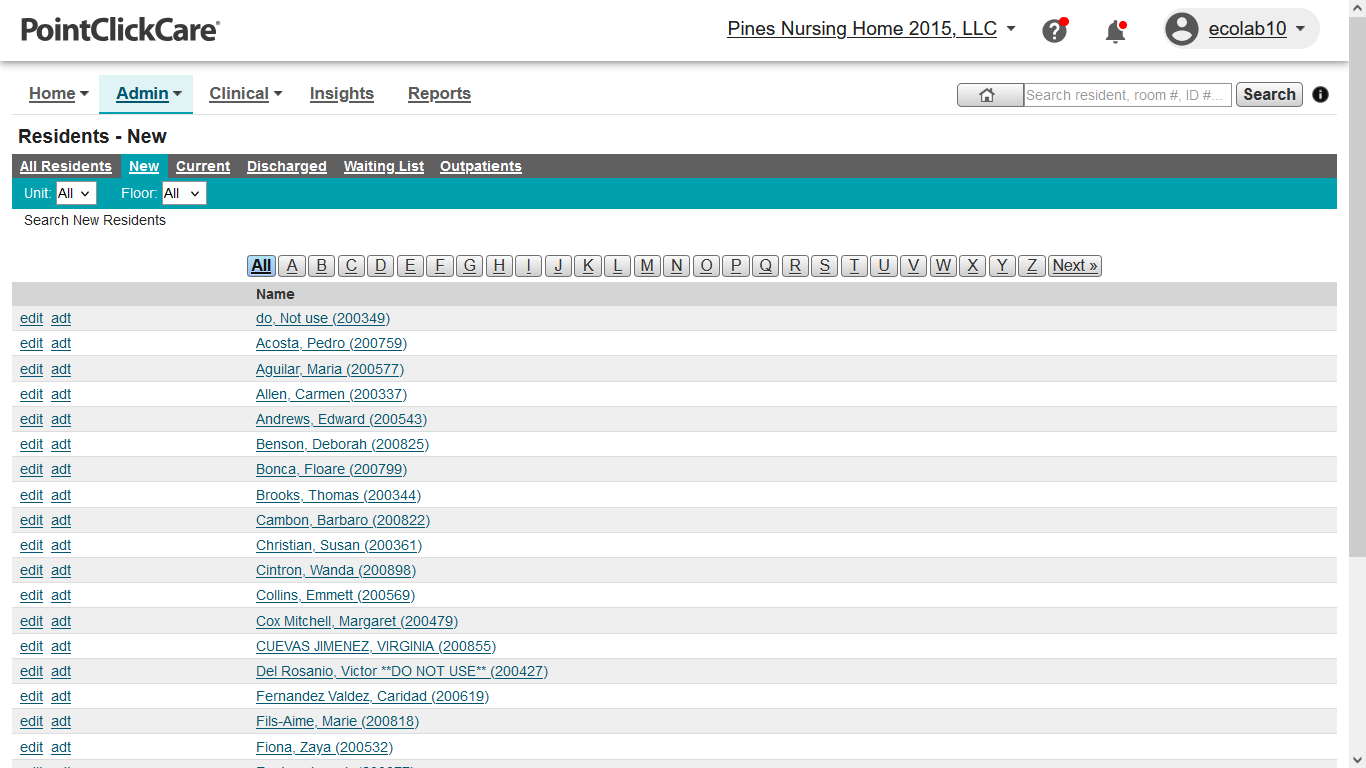 PointClickCare®
Pines Nursing Home 2015, LLC
ecolab10
Home Admin Clinical Insights Reports
Search resident, room #, ID #... Search
Residents - New
All Residents New Current Discharged Waiting List Outpatients
Unit: All Floor: All
Search New Residents
All A B C D E F G H I J K L M N O P Q R S T U V W X Y Z Next »
Name
edit adt do, Not use (200349)
edit adt Acosta, Pedro (200759)
edit adt Aguilar, Maria (200577)
edit adt Allen, Carmen (200337)
edit adt Andrews, Edward (200543)
edit adt Benson, Deborah (200825)
edit adt Bonca, Floare (200799)
edit adt Brooks, Thomas (200344)
edit adt Cambon, Barbaro (200822)
edit adt Christian, Susan (200361)
edit adt Cintron, Wanda (200898)
edit adt Collins, Emmett (200569)
edit adt Cox Mitchell, Margaret (200479)
edit adt CUEVAS JIMENEZ, VIRGINIA (200855)
edit adt Del Rosanio, Victor **DO NOT USE** (200427)
edit adt Fernandez Valdez, Caridad (200619)
edit adt Fils-Aime, Marie (200818)
edit adt Fiona, Zaya (200532)